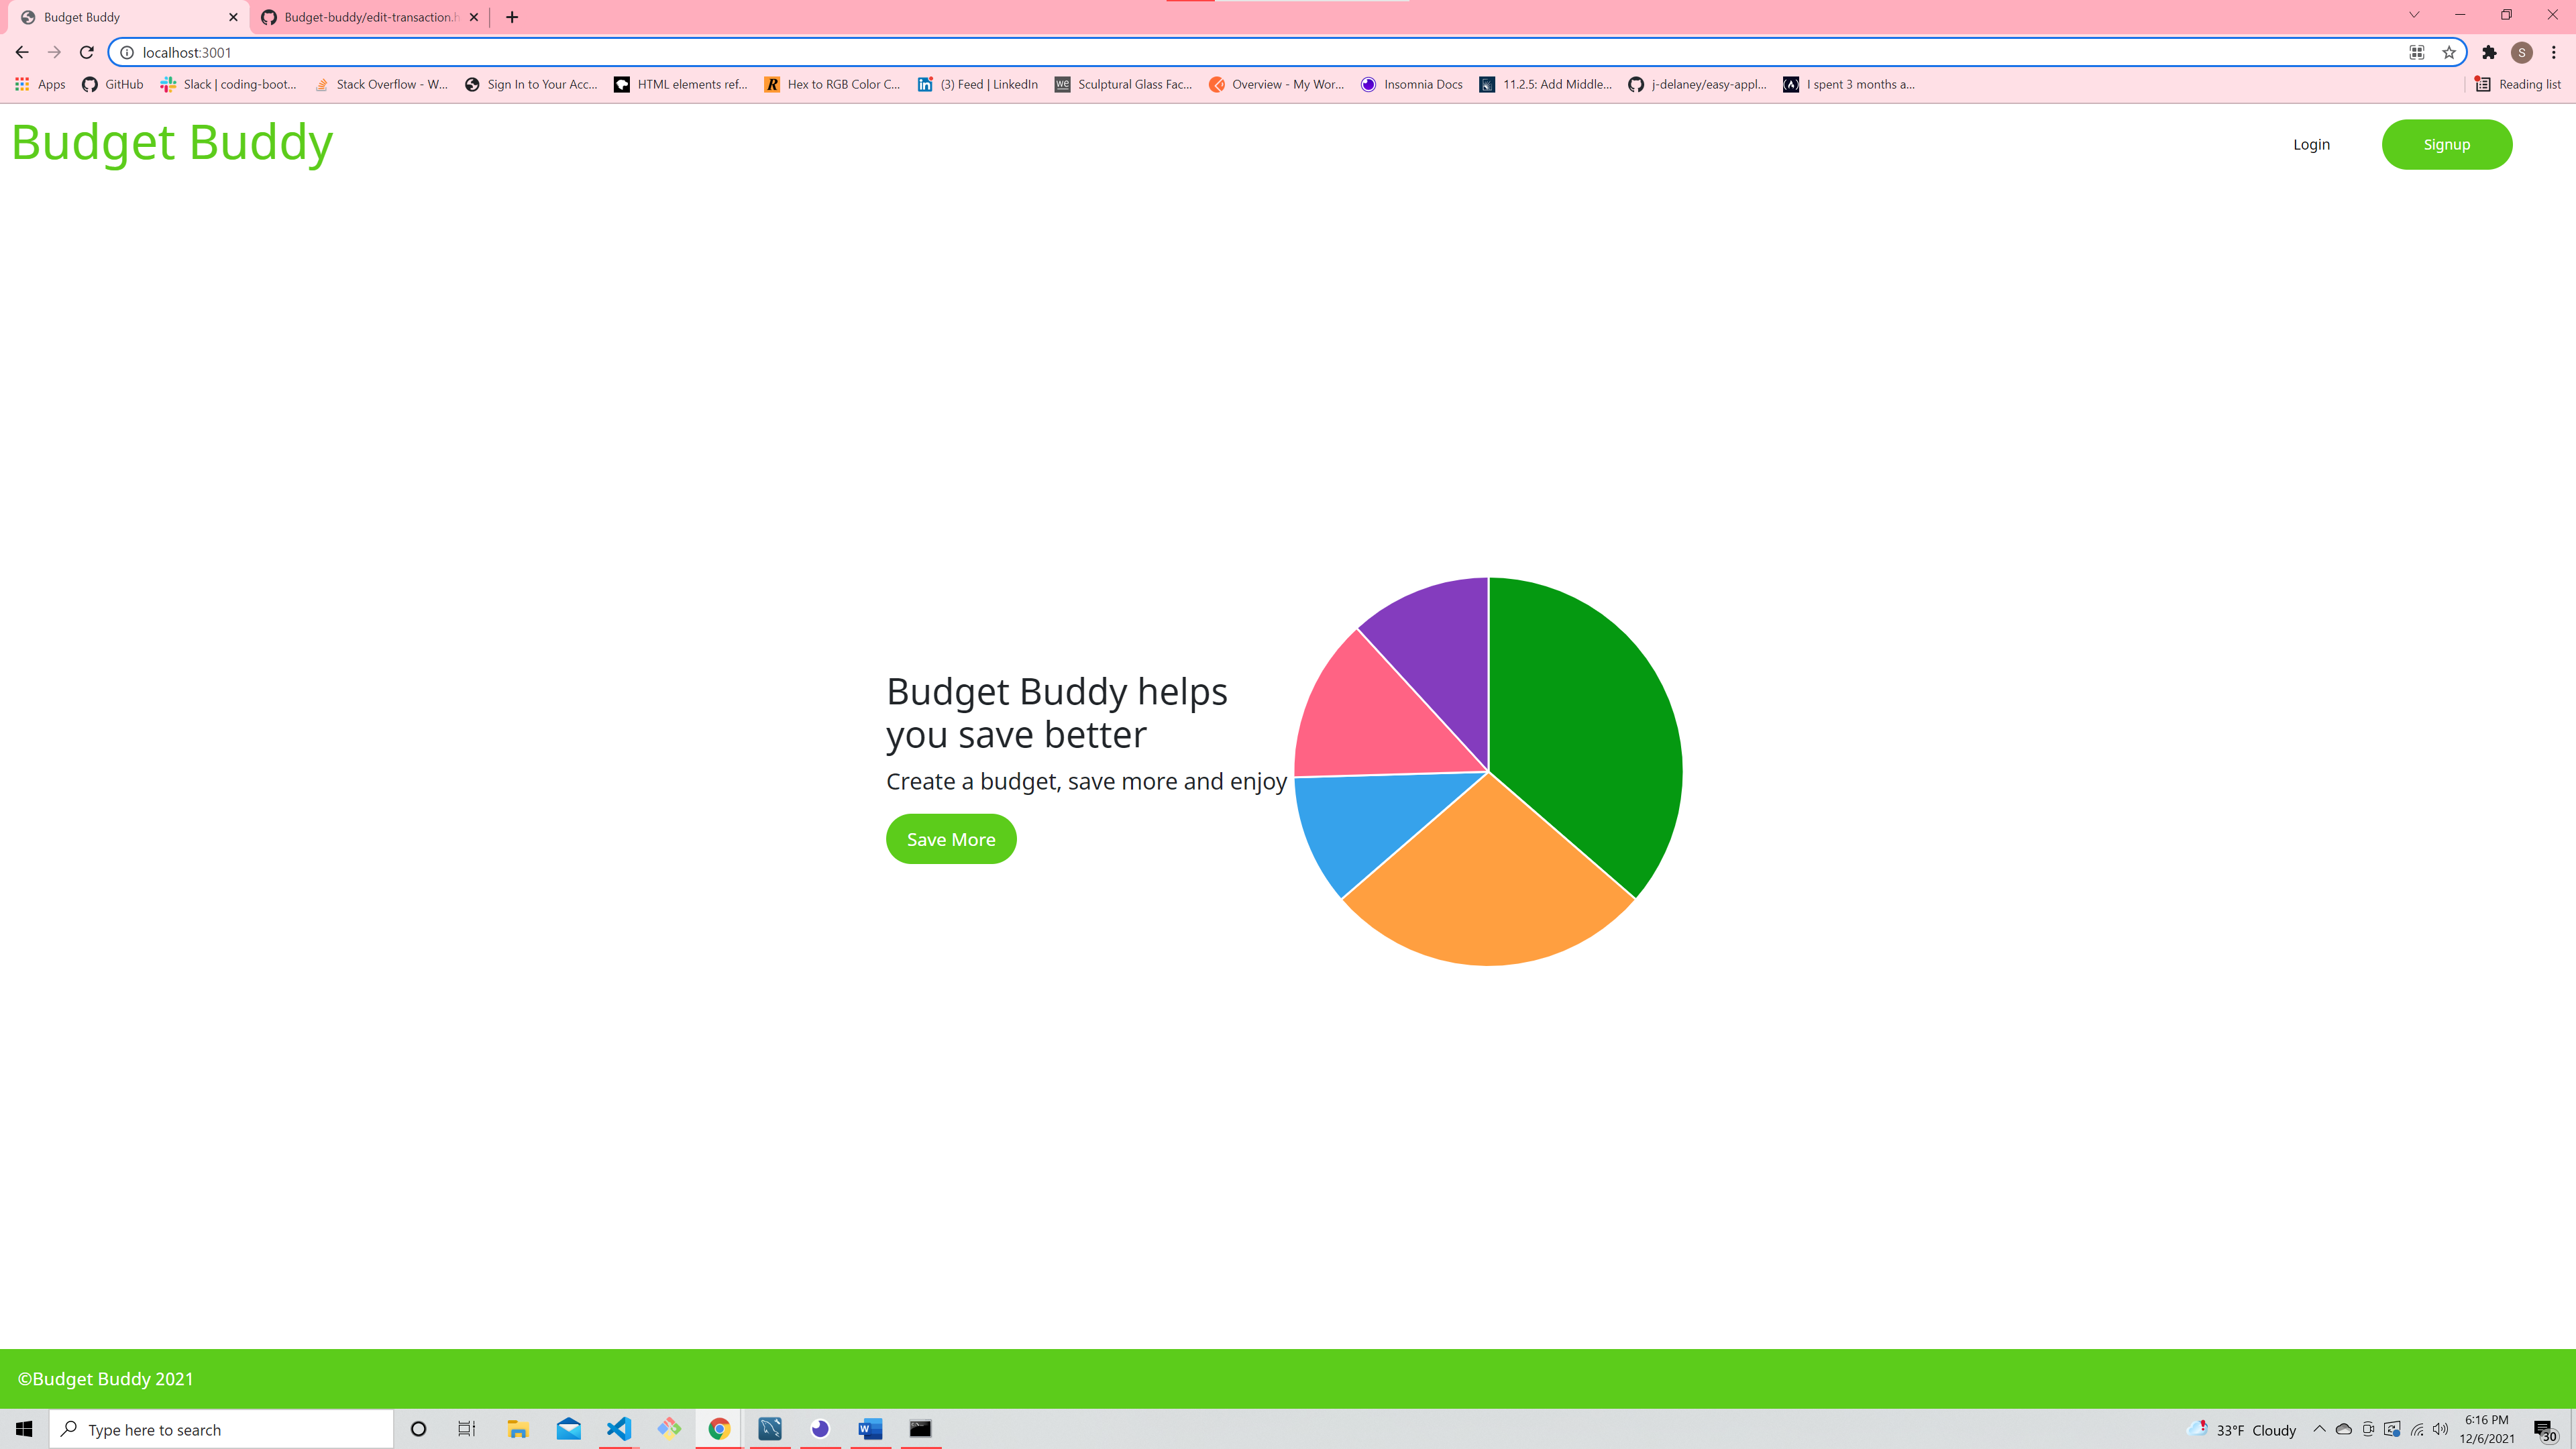 Budget Buddy
Budget-buddy/edit-transaction.h
localhost:3001
Apps
GitHub
Slack | coding-boot...
Stack Overflow - W...
Sign In to Your Acc...
HTML elements ref...
Hex to RGB Color C...
(3) Feed | LinkedIn
Sculptural Glass Fac...
Overview - My Wor...
Insomnia Docs
11.2.5: Add Middle...
j-delaney/easy-appl...
I spent 3 months a...
Reading list
Budget Buddy
Login
Signup
Budget Buddy helps
you save better
Create a budget, save more and enjoy
Save More
©Budget Buddy 2021
Type here to search
33°F Cloudy
6:16 PM
12/6/2021
30